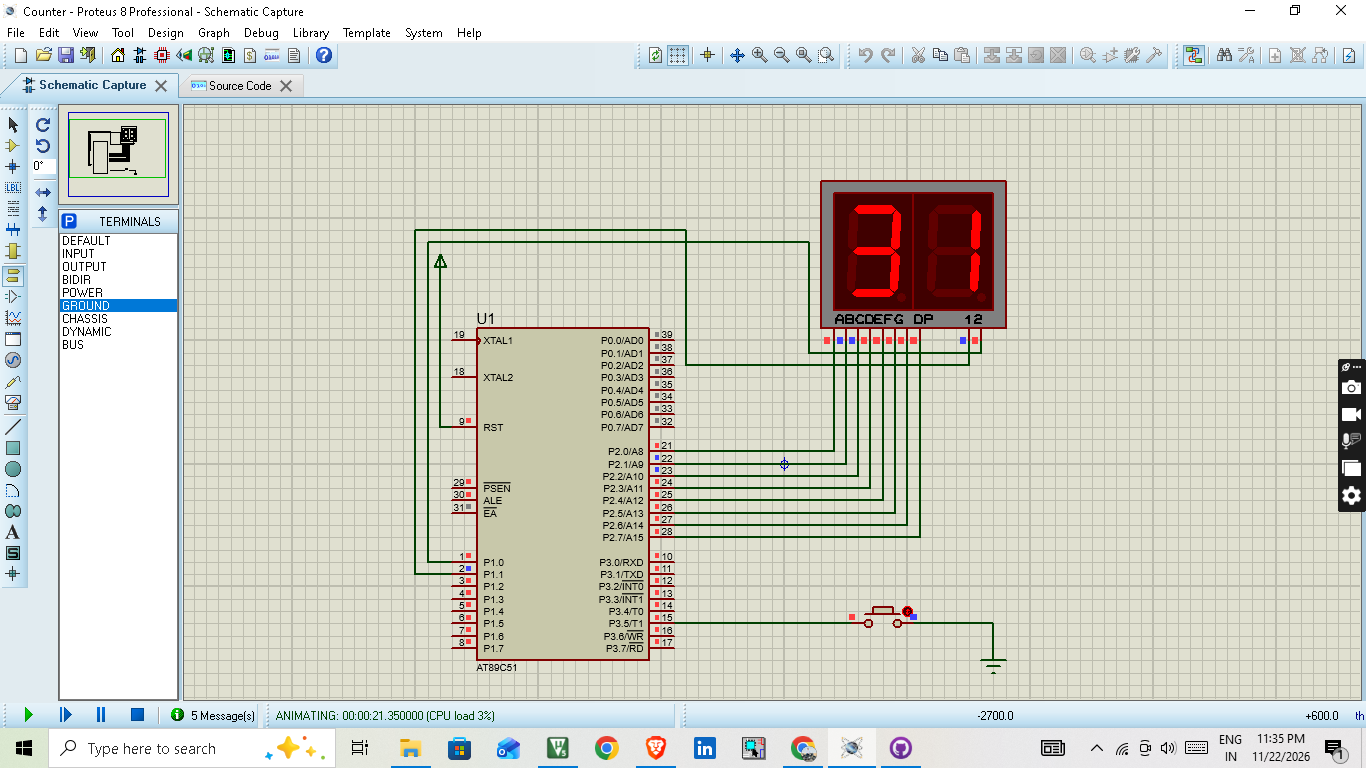 Counter - Proteus 8 Professional - Schematic Capture
File Edit View Tool Design Graph Debug Library Template System Help
Schematic Capture
Source Code
0°
LBL
P TERMINALS
DEFAULT
INPUT
OUTPUT
BIDIR
POWER
GROUND
CHASSIS
DYNAMIC
BUS
A
S
31
ABCDEFG DP 12
U1
19 XTAL1
18 XTAL2
9 RST
29 PSEN
30 ALE
31 EA
1 P1.0
2 P1.1
3 P1.2
4 P1.3
5 P1.4
6 P1.5
7 P1.6
8 P1.7
P0.0/AD0 39
P0.1/AD1 38
P0.2/AD2 37
P0.3/AD3 36
P0.4/AD4 35
P0.5/AD5 34
P0.6/AD6 33
P0.7/AD7 32
P2.0/A8 21
P2.1/A9 22
P2.2/A10 23
P2.3/A11 24
P2.4/A12 25
P2.5/A13 26
P2.6/A14 27
P2.7/A15 28
P3.0/RXD 10
P3.1/TXD 11
P3.2/INT0 12
P3.3/INT1 13
P3.4/T0 14
P3.5/T1 15
P3.6/WR 16
P3.7/RD 17
AT89C51
5 Message(s)
ANIMATING: 00:00:21.350000 (CPU load 3%)
-2700.0 +600.0 th
Type here to search
ENG
IN
11:35 PM
11/22/2026
1